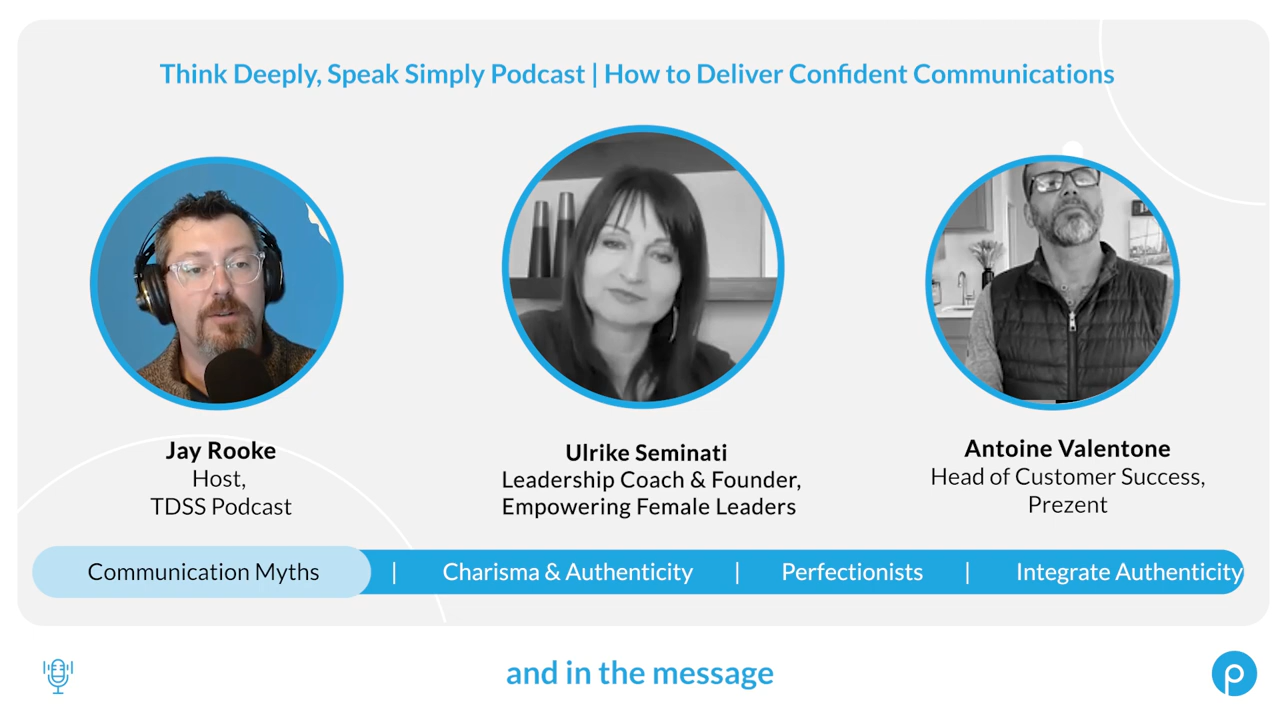 Think Deeply, Speak Simply Podcast | How to Deliver Confident Communications
Jay Rooke
Host,
TDSS Podcast
Ulrike Seminati
Leadership Coach & Founder,
Empowering Female Leaders
Antoine Valentone
Head of Customer Success,
Prezent
Communication Myths | Charisma & Authenticity | Perfectionists | Integrate Authenticity
and in the message